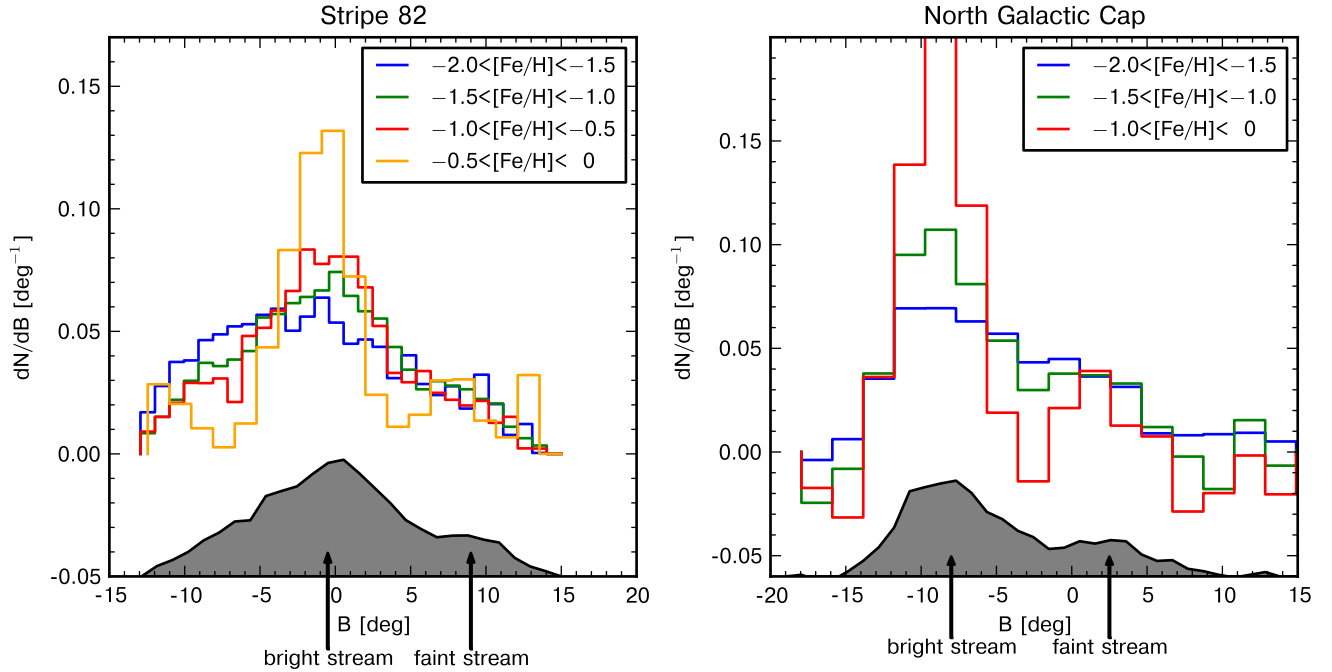 Stripe 82
North Galactic Cap
−2.0<[Fe/H]<−1.5
−1.5<[Fe/H]<−1.0
−1.0<[Fe/H]<−0.5
−0.5<[Fe/H]< 0
−2.0<[Fe/H]<−1.5
−1.5<[Fe/H]<−1.0
−1.0<[Fe/H]< 0
dN/dB [deg⁻¹]
0.15
0.10
0.05
0.00
-0.05
-15 -10 -5 0 5 10 15 20
B [deg]
bright stream faint stream
dN/dB [deg⁻¹]
0.15
0.10
0.05
0.00
-0.05
-20 -15 -10 -5 0 5 10 15
B [deg]
bright stream faint stream